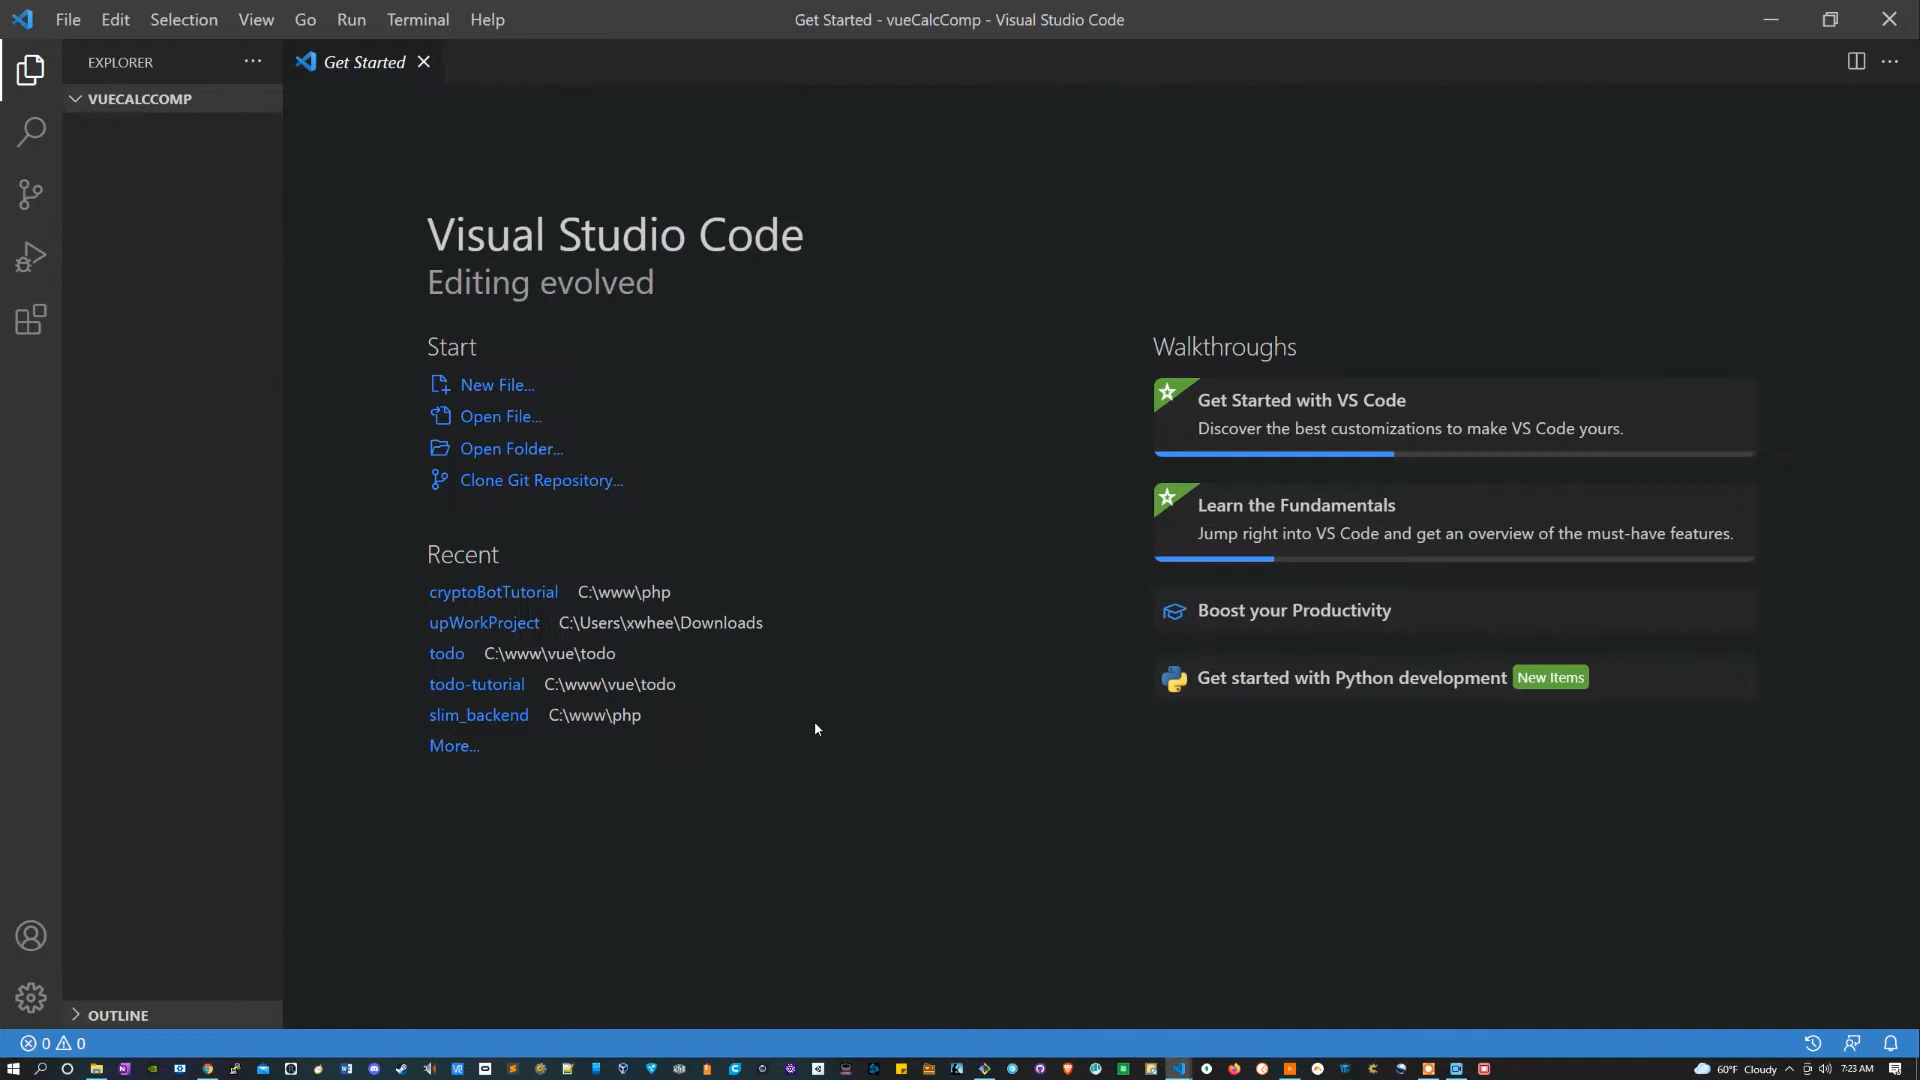 File Edit Selection View Go Run Terminal Help
Get Started - vueCalcComp - Visual Studio Code
EXPLORER
Get Started
VUECALCCOMP
Visual Studio Code
Editing evolved
Start
New File...
Open File...
Open Folder...
Clone Git Repository...
Recent
cryptoBotTutorial C:\www\php
upWorkProject C:\Users\xwhee\Downloads
todo C:\www\vue\todo
todo-tutorial C:\www\vue\todo
slim_backend C:\www\php
More...
Walkthroughs
Get Started with VS Code
Discover the best customizations to make VS Code yours.
Learn the Fundamentals
Jump right into VS Code and get an overview of the must-have features.
Boost your Productivity
Get started with Python development New Items
OUTLINE
0 0
60°F Cloudy 7:23 AM